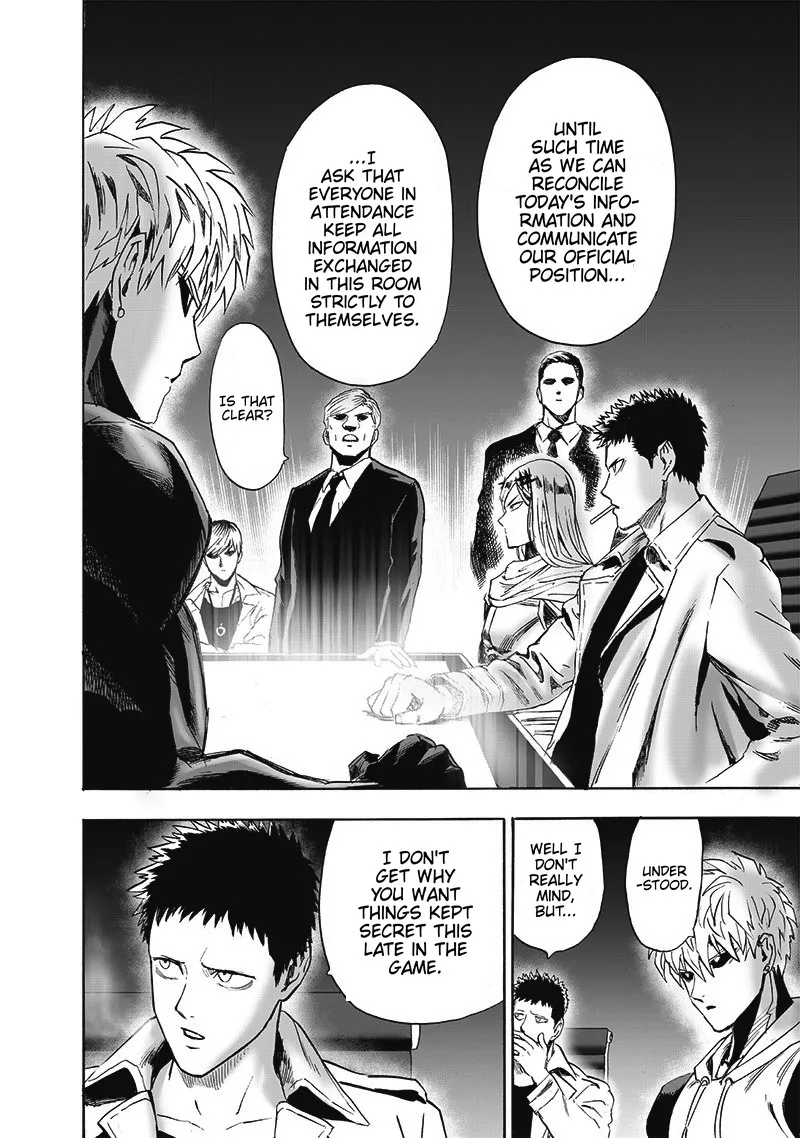 UNTIL
SUCH TIME
AS WE CAN
RECONCILE
TODAY'S INFO-
RMATION AND
COMMUNICATE
OUR OFFICIAL
POSITION...
...I
ASK THAT
EVERYONE IN
ATTENDANCE
KEEP ALL
INFORMATION
EXCHANGED
IN THIS ROOM
STRICTLY TO
THEMSELVES.
IS THAT
CLEAR?
UNDER
-STOOD.
WELL I
DON'T
REALLY
MIND,
BUT...
I DON'T
GET WHY
YOU WANT
THINGS KEPT
SECRET THIS
LATE IN THE
GAME.